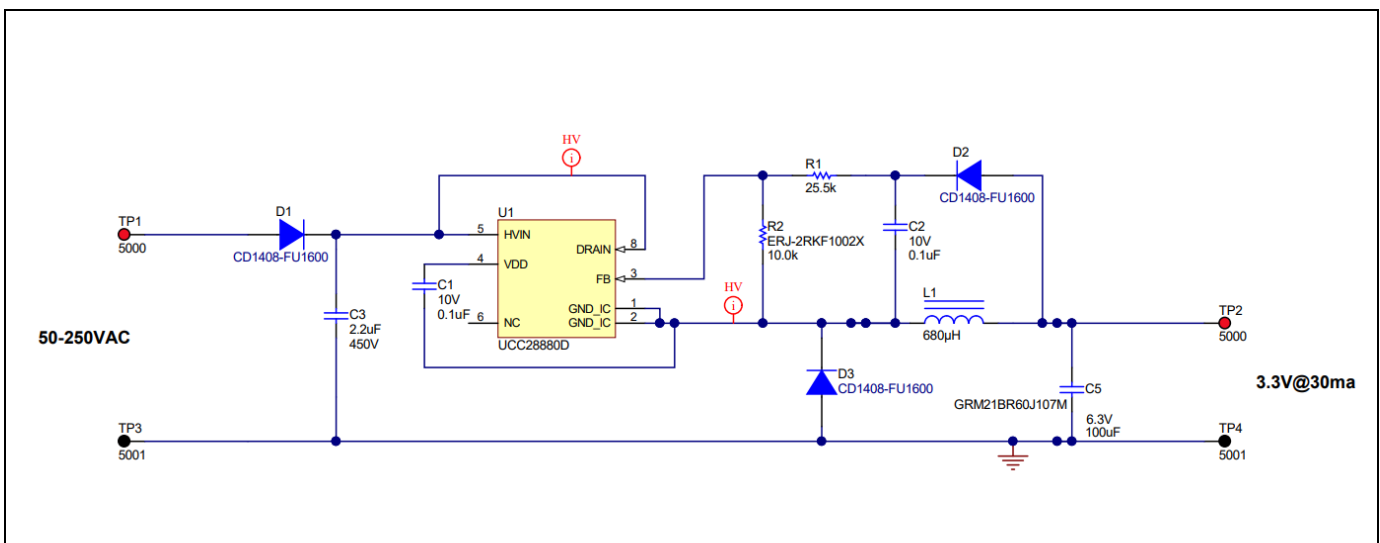 HV
i
D1
CD1408-FU1600
TP1
5000
C3
2.2uF
450V
50-250VAC
TP3
5001
U1
5
HVIN
4
VDD
6
NC
DRAIN
8
FB
3
GND_IC
1
GND_IC
2
UCC28880D
C1
10V
0.1uF
HV
i
R1
25.5k
R2
ERJ-2RKF1002X
10.0k
D2
CD1408-FU1600
C2
10V
0.1uF
L1
680µH
D3
CD1408-FU1600
GRM21BR60J107M
C5
6.3V
100uF
TP2
5000
3.3V@30ma
TP4
5001